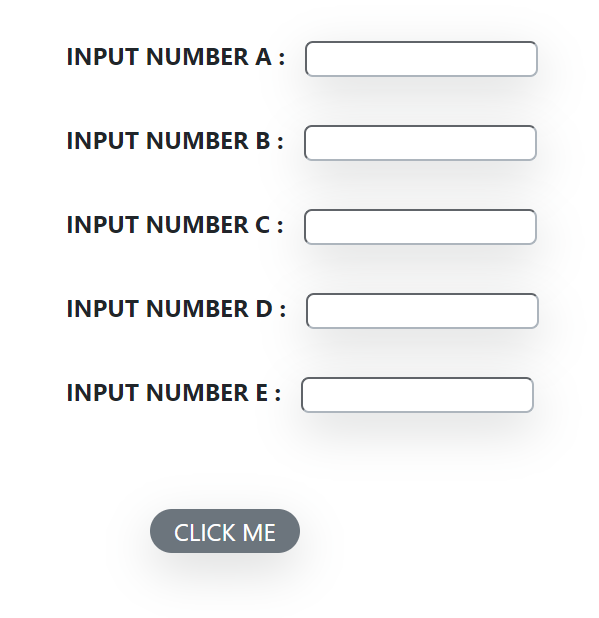 INPUT NUMBER A :
INPUT NUMBER B :
INPUT NUMBER C :
INPUT NUMBER D :
INPUT NUMBER E :
CLICK ME